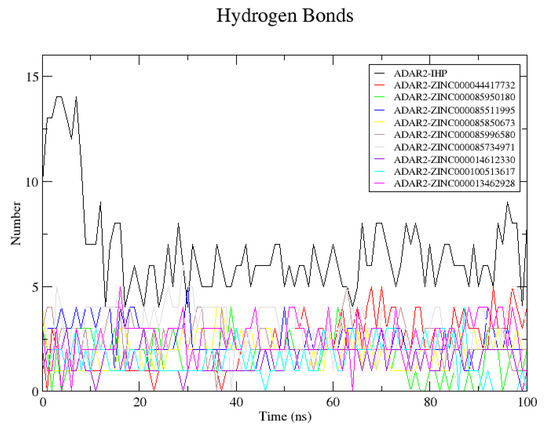 Hydrogen Bonds
15
10
5
0
Number
ADAR2-IHP
ADAR2-ZINC000044417732
ADAR2-ZINC000085950180
ADAR2-ZINC000085511995
ADAR2-ZINC000085850673
ADAR2-ZINC000085996580
ADAR2-ZINC000085734971
ADAR2-ZINC000014612330
ADAR2-ZINC000100513617
ADAR2-ZINC000013462928
0 20 40 60 80 100
Time (ns)